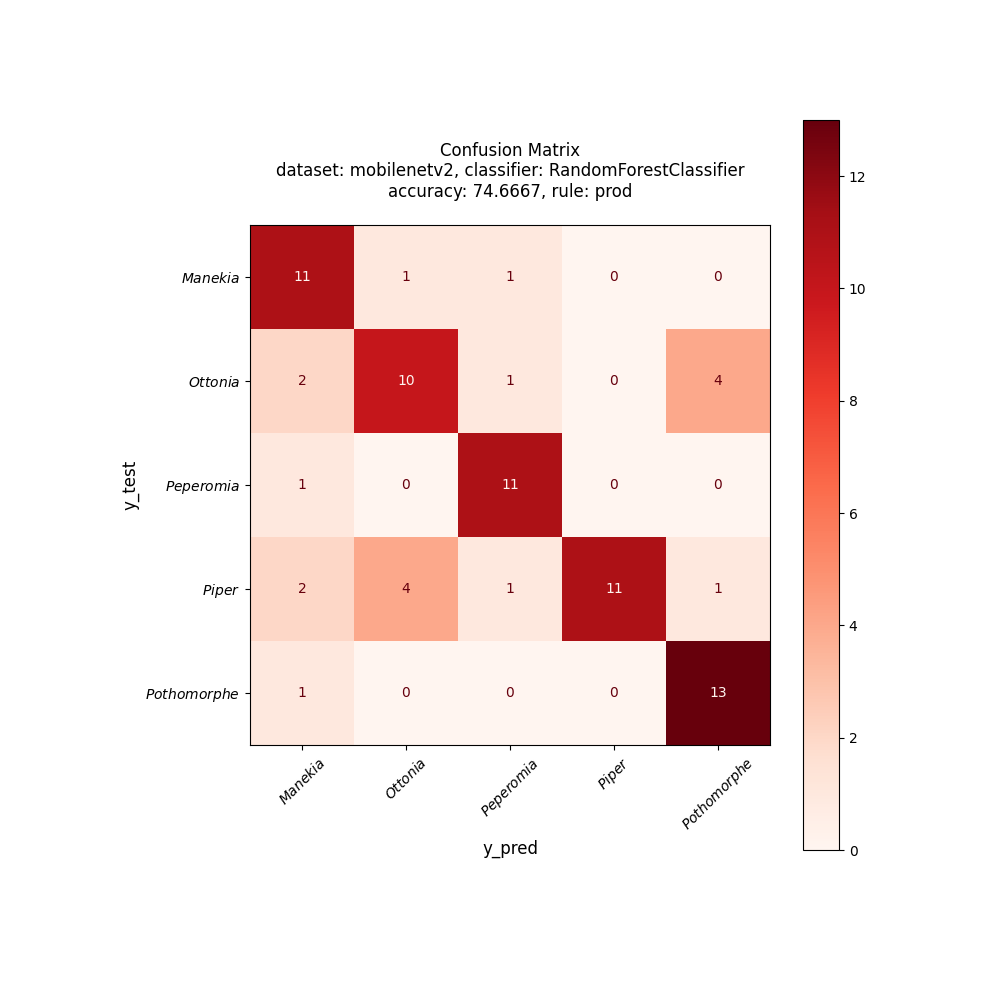 Confusion Matrix
dataset: mobilenetv2, classifier: RandomForestClassifier
accuracy: 74.6667, rule: prod
Manekia 11 1 1 0 0
Ottonia 2 10 1 0 4
Peperomia 1 0 11 0 0
Piper 2 4 1 11 1
Pothomorphe 1 0 0 0 13
Manekia Ottonia Peperomia Piper Pothomorphe
y_test
y_pred
12
10
8
6
4
2
0